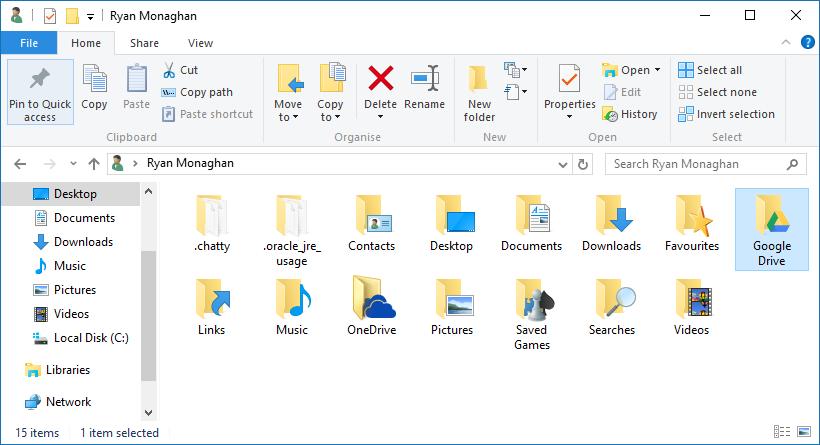 Ryan Monaghan
File Home Share View
Pin to Quick access
Copy
Paste
Cut
Copy path
Paste shortcut
Clipboard
Move to
Copy to
Delete
Rename
Organise
New folder
New
Properties
Open
Edit
History
Open
Select all
Select none
Invert selection
Select
Ryan Monaghan
Search Ryan Monaghan
Desktop
Documents
Downloads
Music
Pictures
Videos
Local Disk (C:)
Libraries
Network
.chatty
.oracle_jre_
usage
Contacts
Desktop
Documents
Downloads
Favourites
Google
Drive
Links
Music
OneDrive
Pictures
Saved
Games
Searches
Videos
15 items 1 item selected